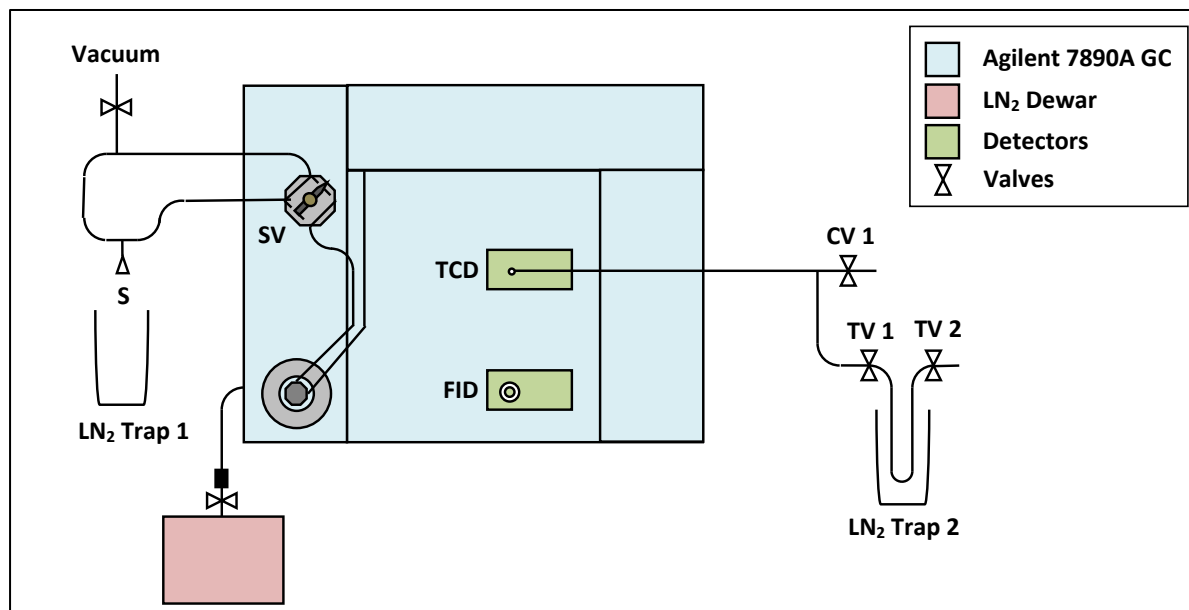 Vacuum
SV
S
LN₂ Trap 1
TCD
FID
CV 1
TV 1
TV 2
LN₂ Trap 2
Agilent 7890A GC
LN₂ Dewar
Detectors
Valves